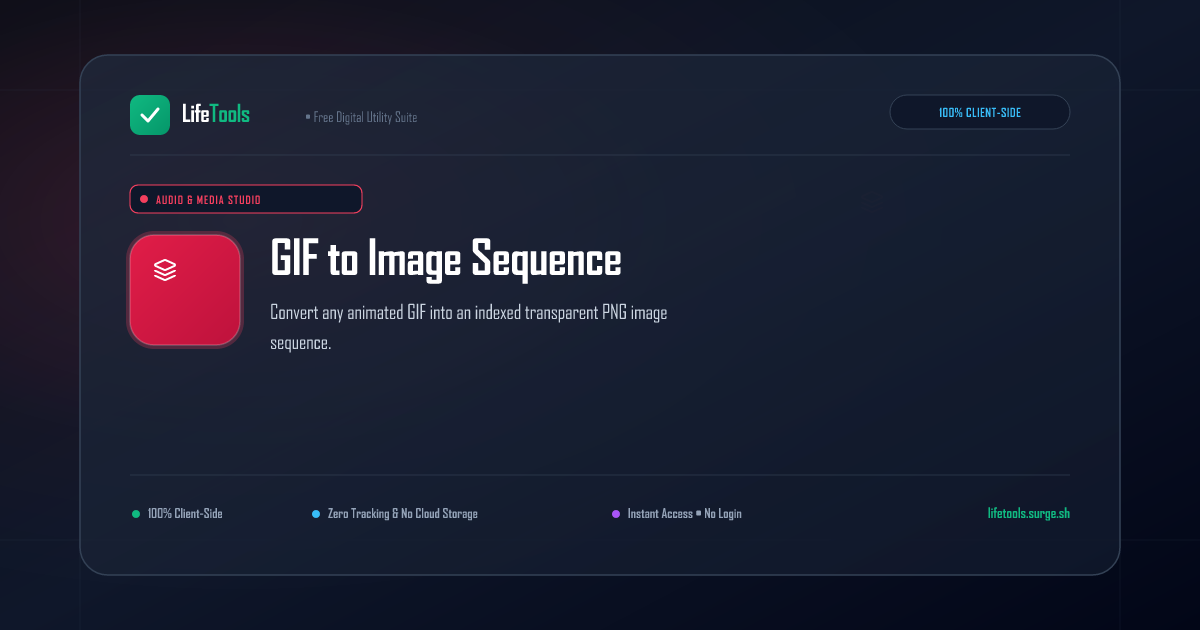 LifeTools
▪ Free Digital Utility Suite
100% CLIENT-SIDE
AUDIO & MEDIA STUDIO
GIF to Image Sequence
Convert any animated GIF into an indexed transparent PNG image
sequence.
100% Client-Side
Zero Tracking & No Cloud Storage
Instant Access ▪ No Login
lifetools.surge.sh